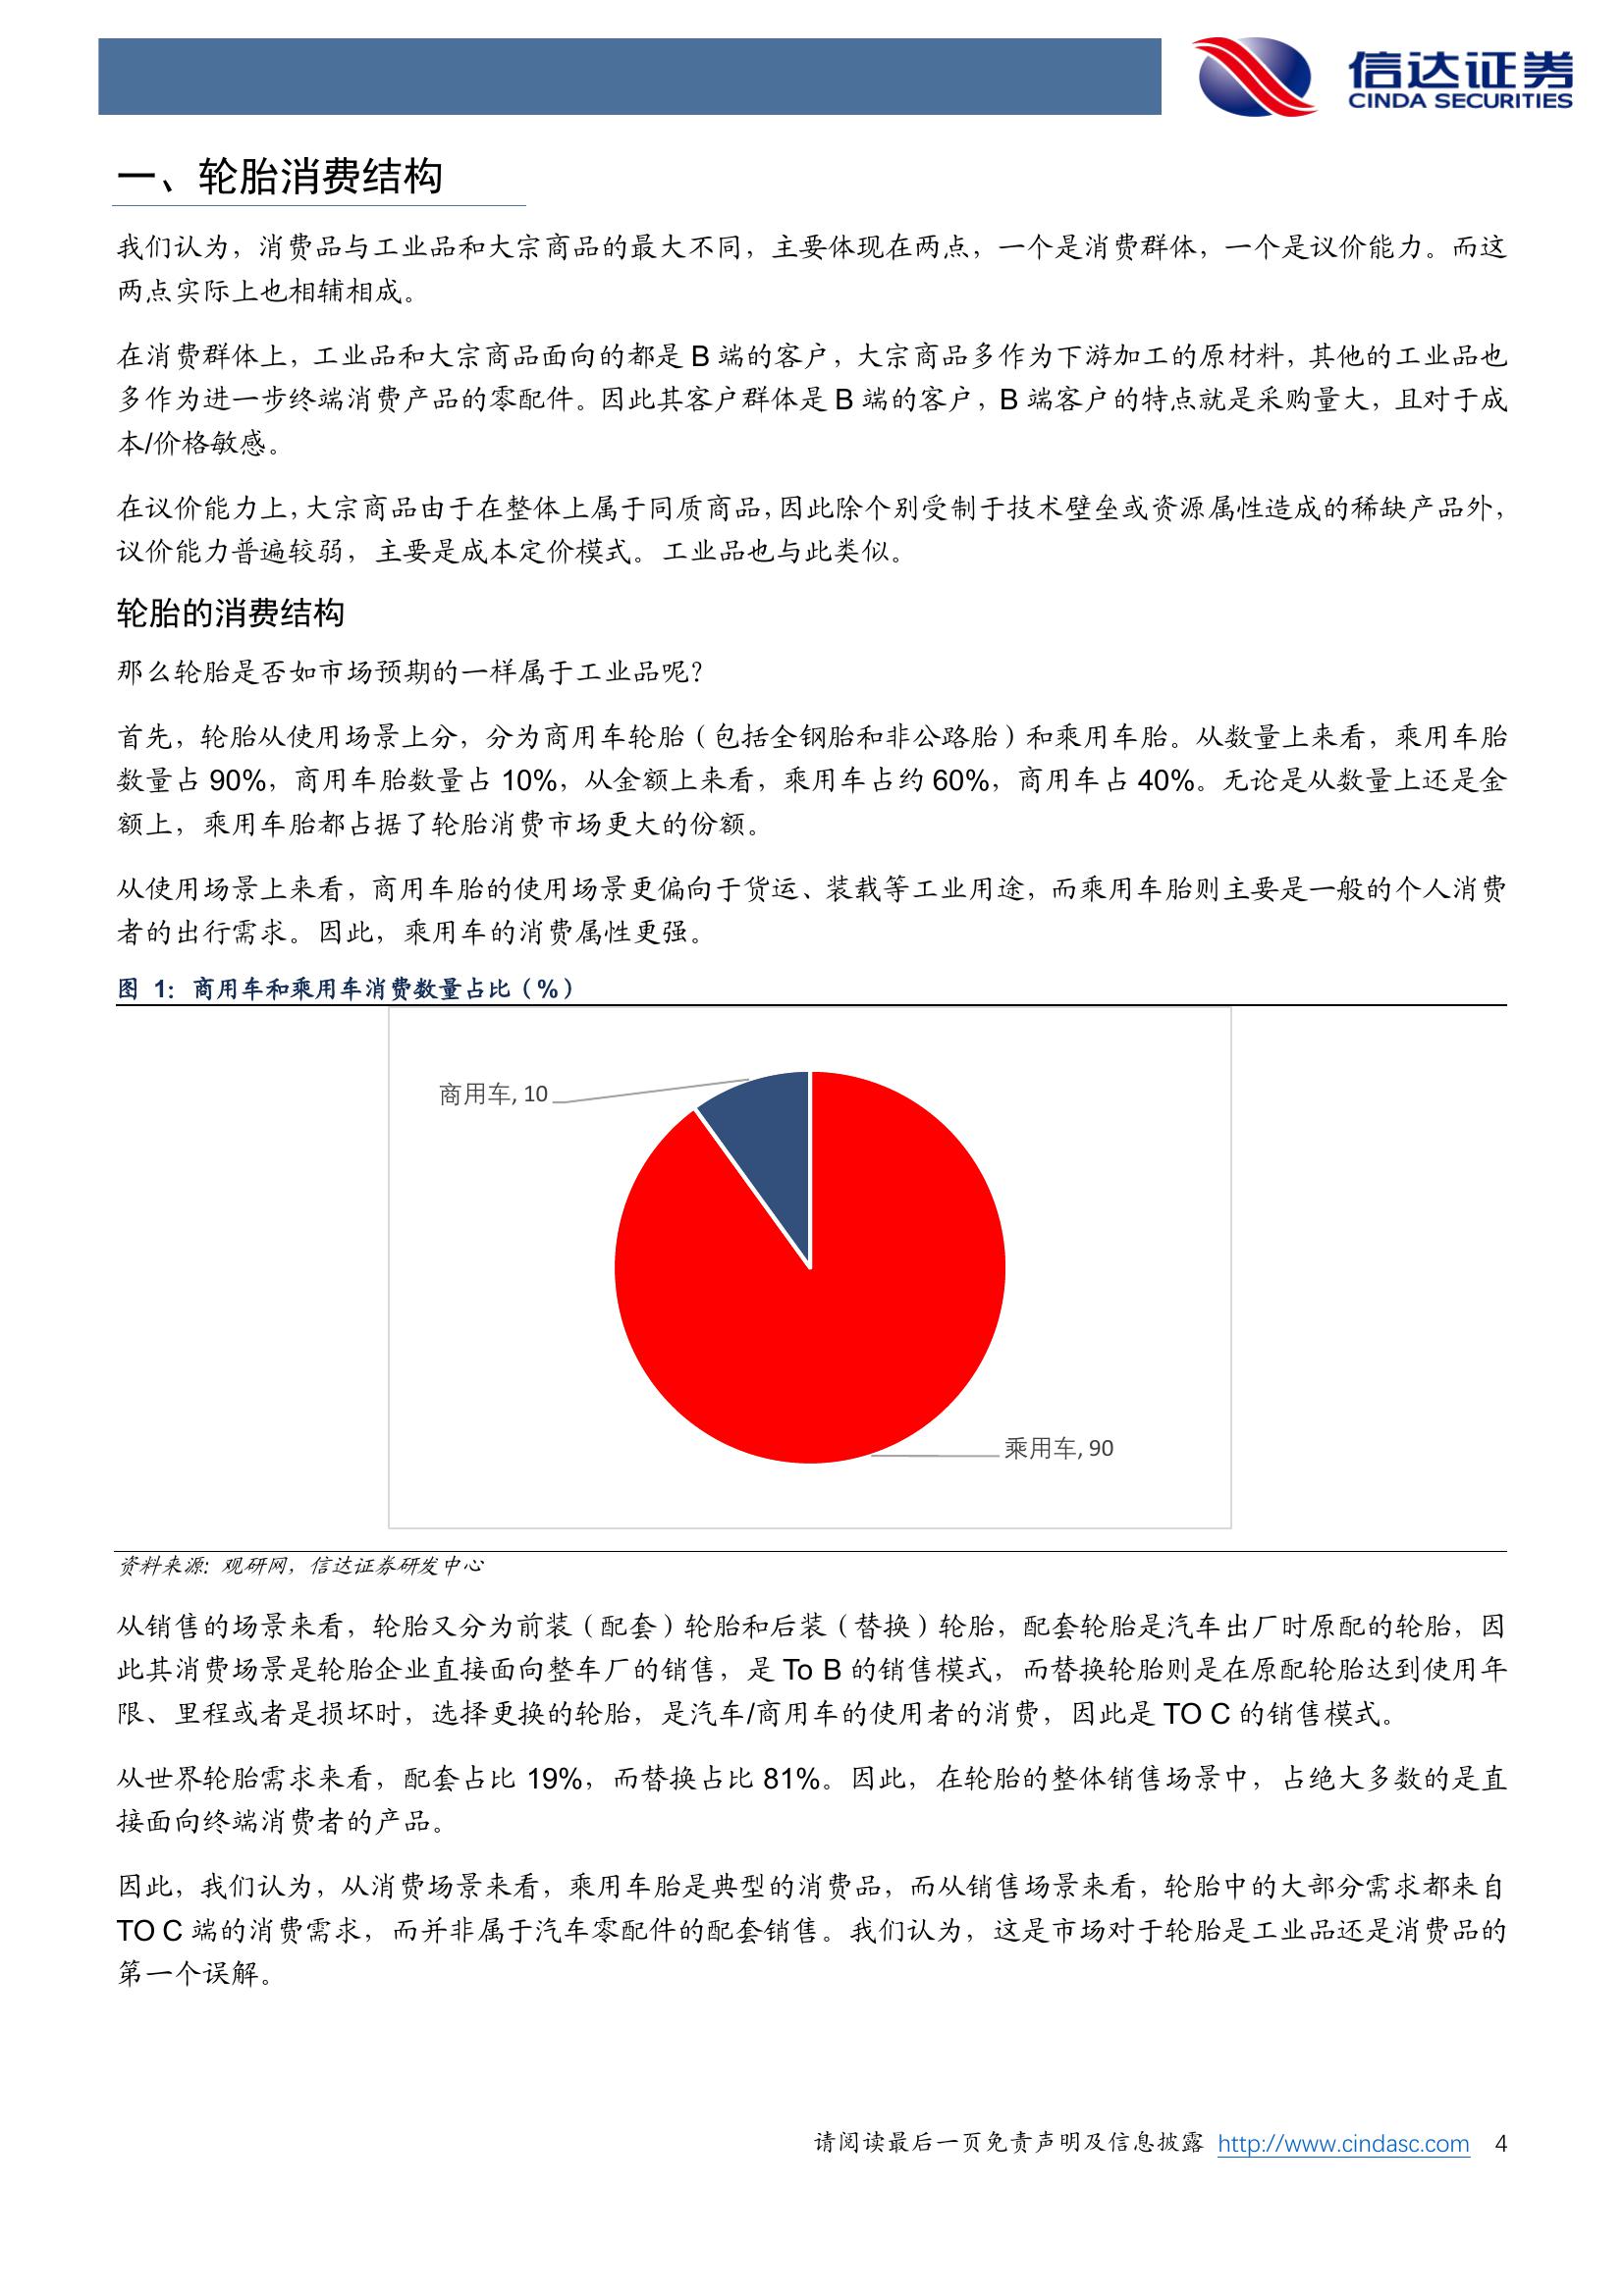 信达证券
CINDA SECURITIES
一、轮胎消费结构
我们认为，消费品与工业品和大宗商品的最大不同，主要体现在两点，一个是消费群体，一个是议价能力。而这
两点实际上也相辅相成。
在消费群体上，工业品和大宗商品面向的都是 B 端的客户，大宗商品多作为下游加工的原材料，其他的工业品也
多作为进一步终端消费产品的零配件。因此其客户群体是 B 端的客户，B 端客户的特点就是采购量大，且对于成
本/价格敏感。
在议价能力上，大宗商品由于在整体上属于同质商品，因此除个别受制于技术壁垒或资源属性造成的稀缺产品外，
议价能力普遍较弱，主要是成本定价模式。工业品也与此类似。
轮胎的消费结构
那么轮胎是否如市场预期的一样属于工业品呢？
首先，轮胎从使用场景上分，分为商用车轮胎（包括全钢胎和非公路胎）和乘用车胎。从数量上来看，乘用车胎
数量占 90%，商用车胎数量占 10%，从金额上来看，乘用车占约 60%，商用车占 40%。无论是从数量上还是金
额上，乘用车胎都占据了轮胎消费市场更大的份额。
从使用场景上来看，商用车胎的使用场景更偏向于货运、装载等工业用途，而乘用车胎则主要是一般的个人消费
者的出行需求。因此，乘用车的消费属性更强。
图 1：商用车和乘用车消费数量占比（%）
商用车, 10
乘用车, 90
资料来源：观研网，信达证券研发中心
从销售的场景来看，轮胎又分为前装（配套）轮胎和后装（替换）轮胎，配套轮胎是汽车出厂时原配的轮胎，因
此其消费场景是轮胎企业直接面向整车厂的销售，是 To B 的销售模式，而替换轮胎则是在原配轮胎达到使用年
限、里程或者是损坏时，选择更换的轮胎，是汽车/商用车的使用者的消费，因此是 TO C 的销售模式。
从世界轮胎需求来看，配套占比 19%，而替换占比 81%。因此，在轮胎的整体销售场景中，占绝大多数的是直
接面向终端消费者的产品。
因此，我们认为，从消费场景来看，乘用车胎是典型的消费品，而从销售场景来看，轮胎中的大部分需求都来自
TO C 端的消费需求，而并非属于汽车零配件的配套销售。我们认为，这是市场对于轮胎是工业品还是消费品的
第一个误解。
请阅读最后一页免责声明及信息披露 http://www.cindasc.com 4